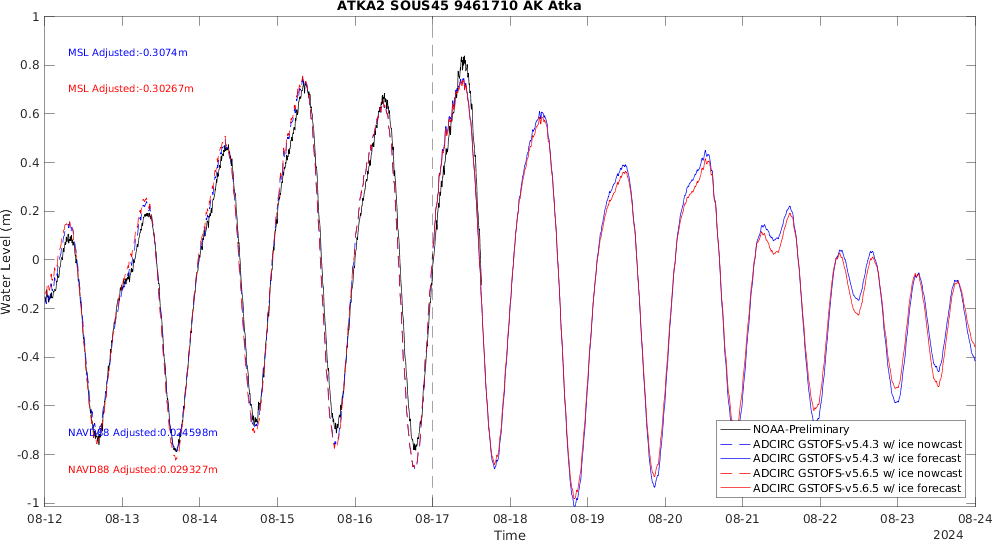 ATKA2 SOUS45 9461710 AK Atka
MSL Adjusted:-0.3074m
MSL Adjusted:-0.30267m
NAVD88 Adjusted:0.024598m
NAVD88 Adjusted:0.029327m
Water Level (m)
1
0.8
0.6
0.4
0.2
0
-0.2
-0.4
-0.6
-0.8
-1
NOAA-Preliminary
ADCIRC GSTOFS-v5.4.3 w/ ice nowcast
ADCIRC GSTOFS-v5.4.3 w/ ice forecast
ADCIRC GSTOFS-v5.6.5 w/ ice nowcast
ADCIRC GSTOFS-v5.6.5 w/ ice forecast
08-12 08-13 08-14 08-15 08-16 08-17 08-18 08-19 08-20 08-21 08-22 08-23 08-24
Time
2024